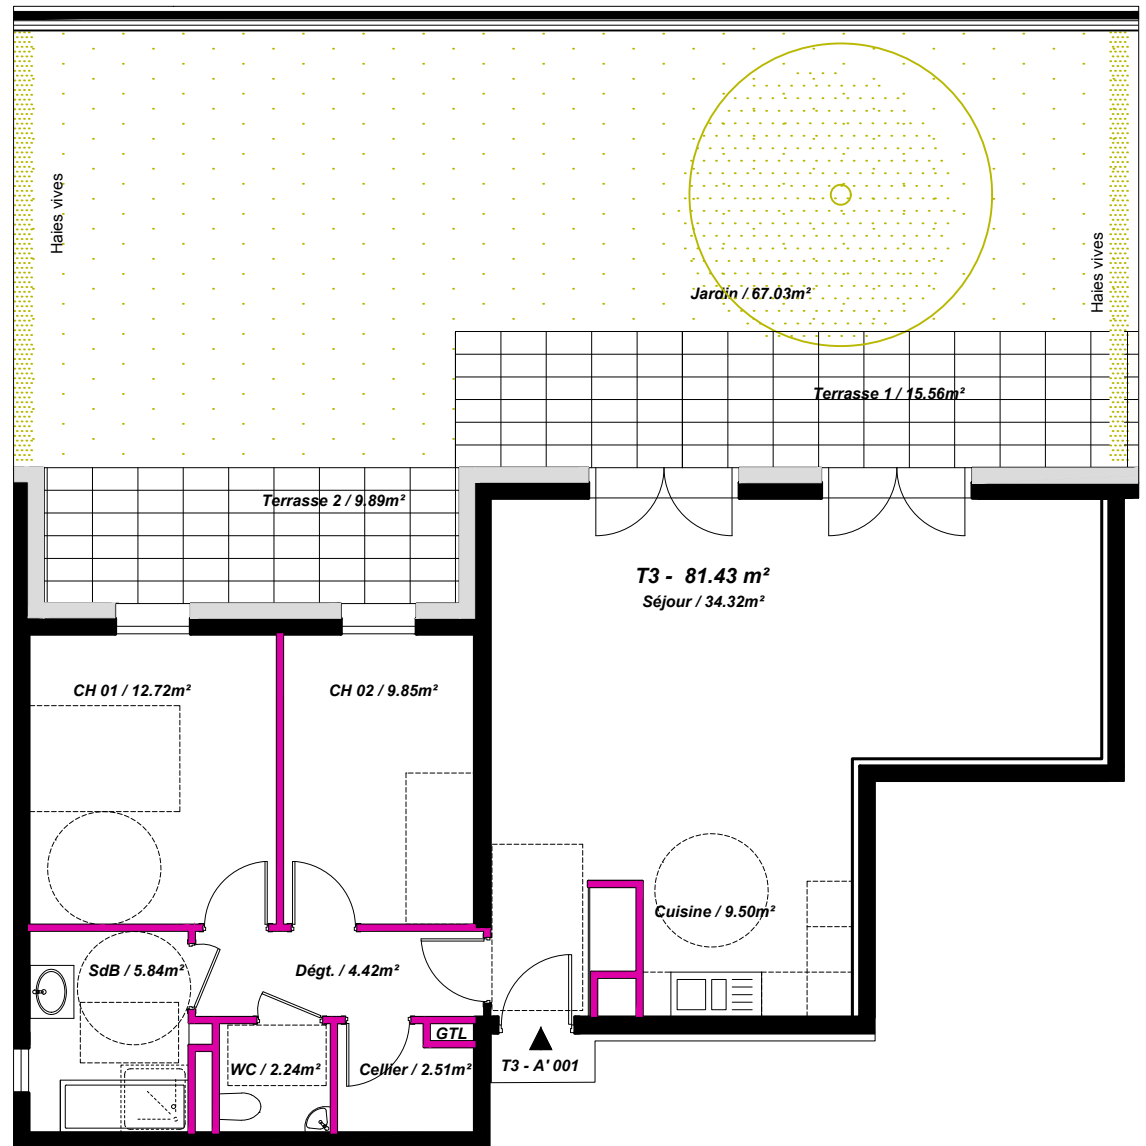 Haies vives
Haies vives
Jardin / 67.03m²
Terrasse 1 / 15.56m²
Terrasse 2 / 9.89m²
T3 - 81.43 m²
Séjour / 34.32m²
CH 01 / 12.72m²
CH 02 / 9.85m²
Cuisine / 9.50m²
SdB / 5.84m²
Dégt. / 4.42m²
GTL
WC / 2.24m²
Cellier / 2.51m²
T3 - A' 001